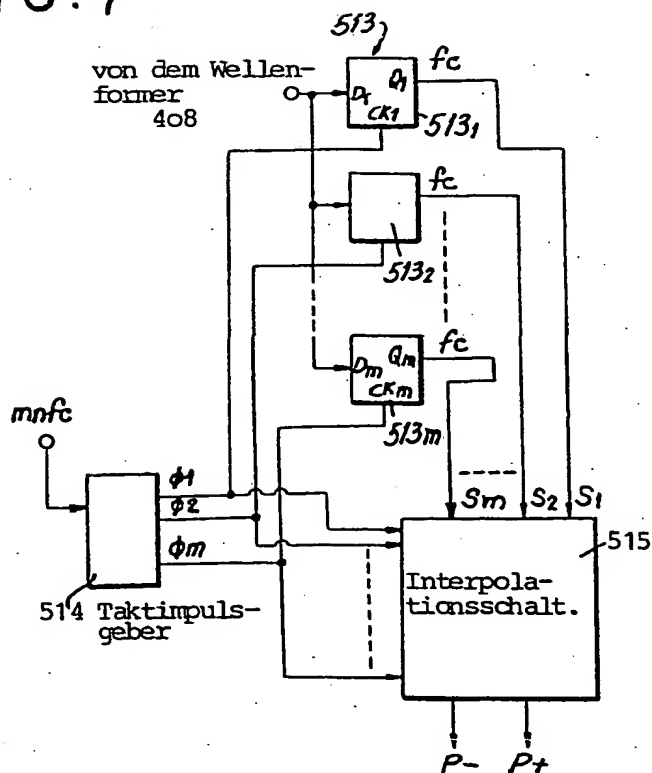 513
fc
von dem Wellen-
former
4o8
D1
Q1
CK1
5131
fc
5132
fc
Dm
Qm
CKm
513m
mnfc
ϕ1
ϕ2
ϕm
Sm
S2
S1
515
514 Taktimpuls-
geber
Interpola-
tionsschalt.
P-
P+